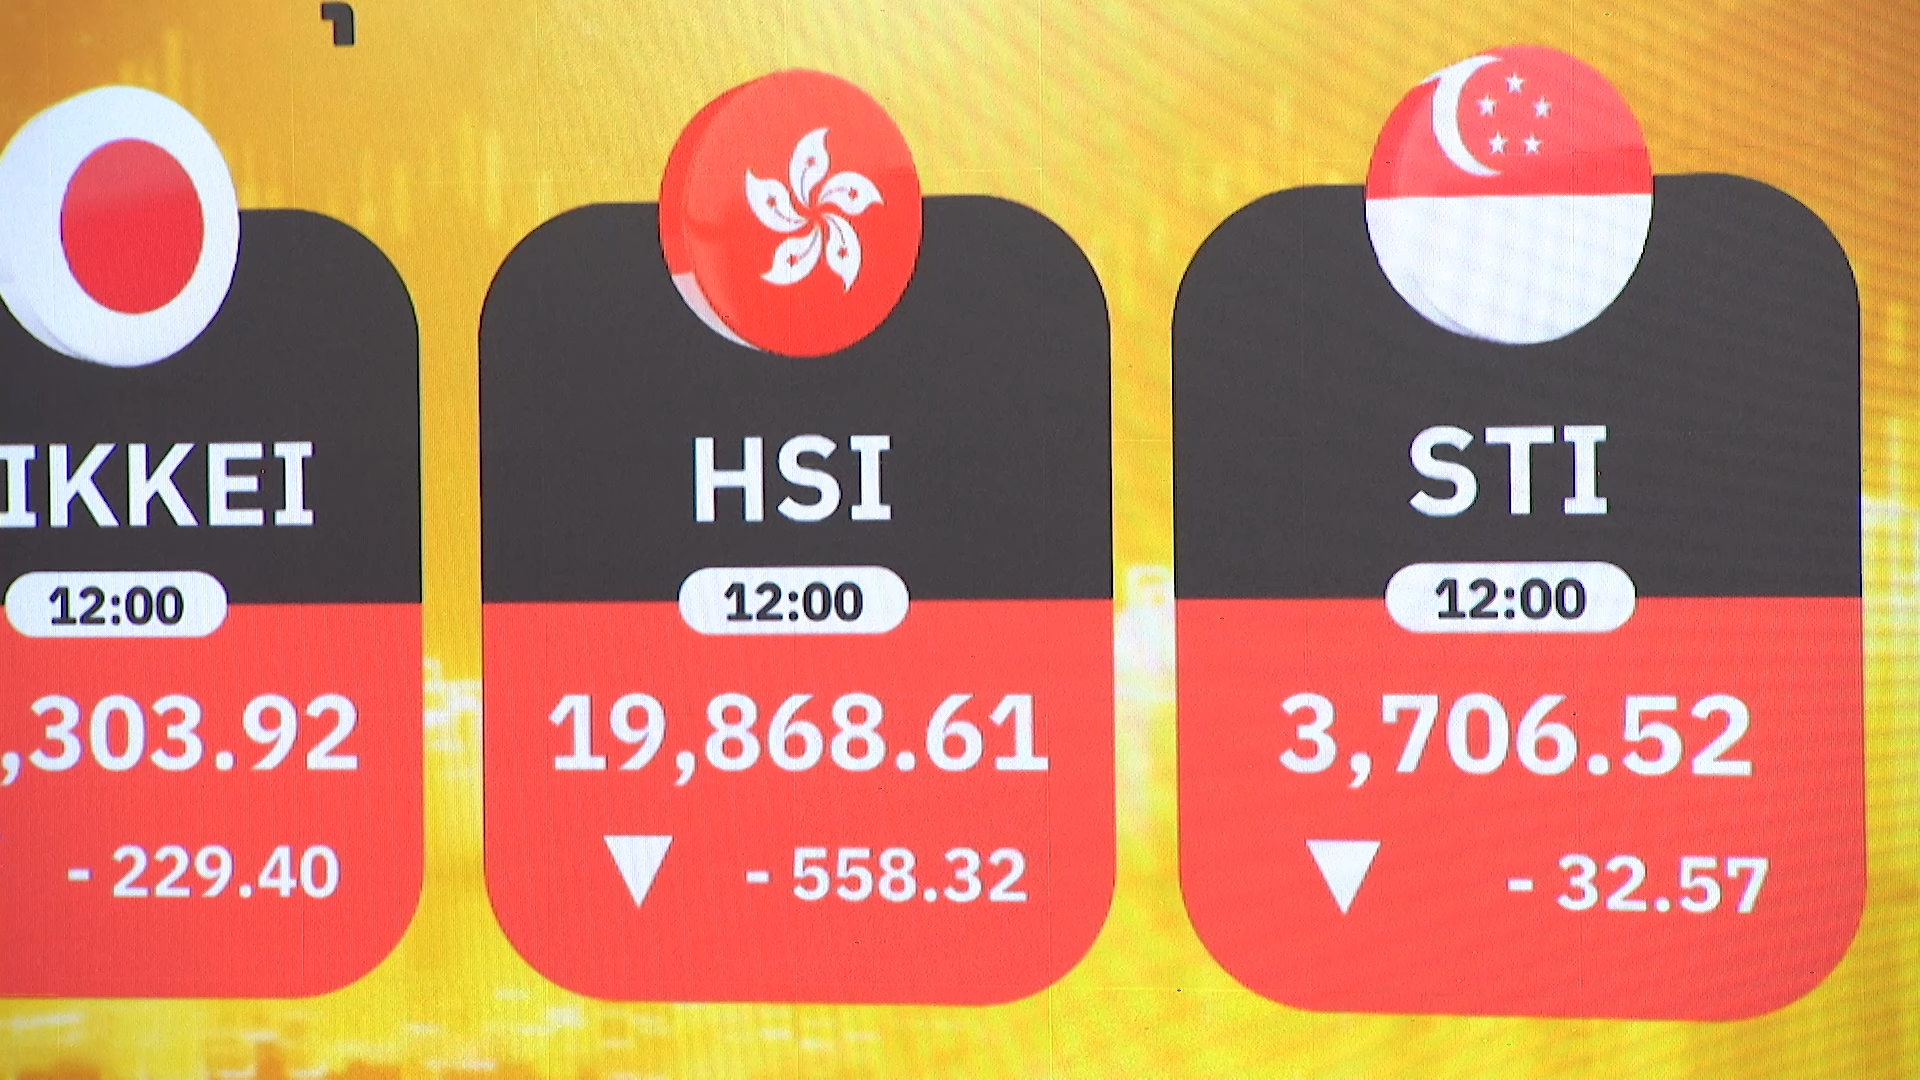 IKKEI
12:00
,303.92
- 229.40
HSI
12:00
19,868.61
▼ - 558.32
STI
12:00
3,706.52
▼ - 32.57